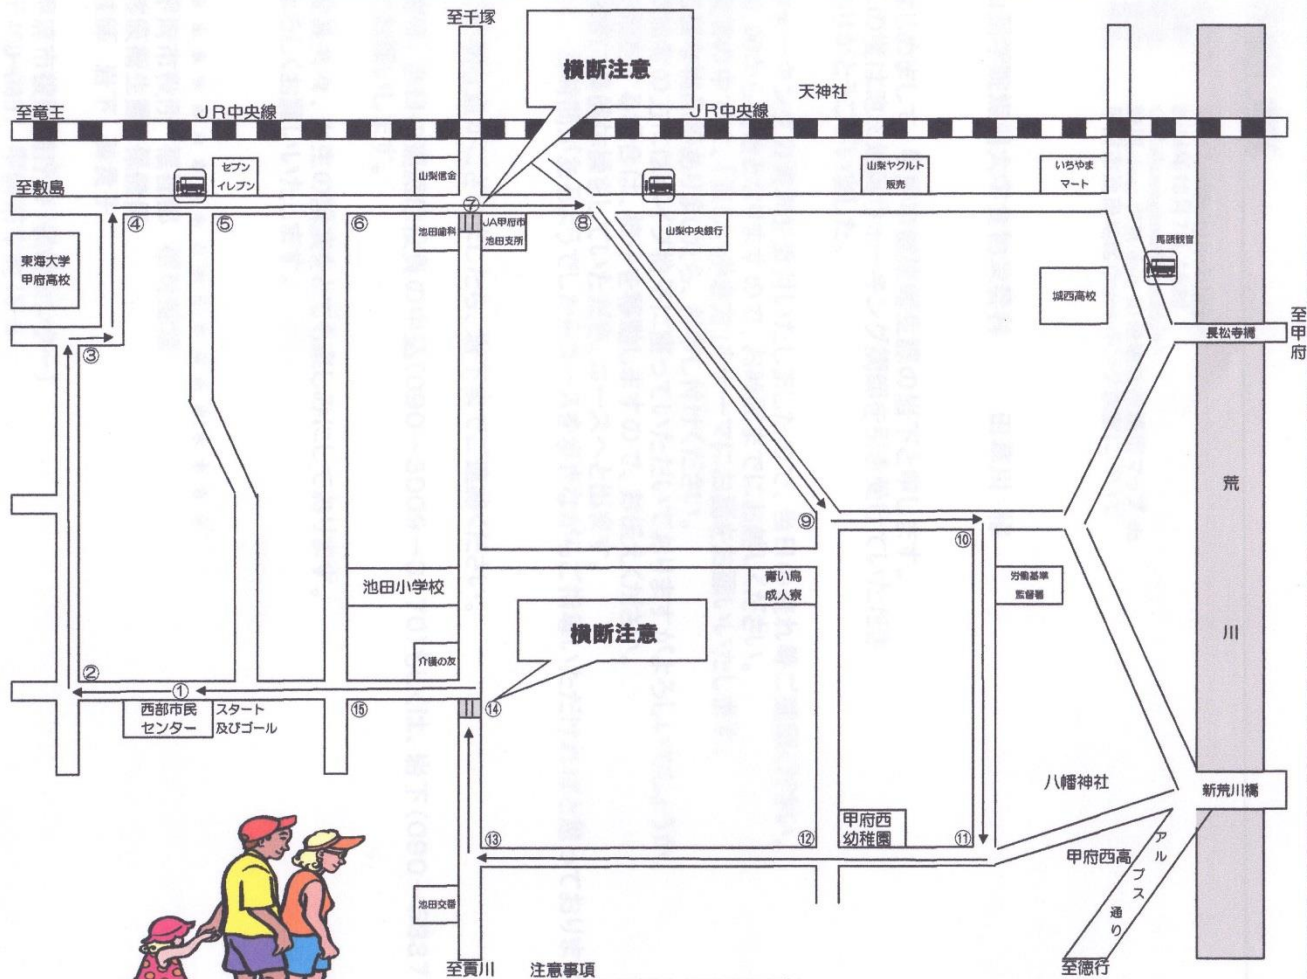 至千塚
横断注意
天神社
至竜王
JR中央線
JR中央線
セブン
イレブン
山梨信金
山梨ヤクルト
販売
いちやま
マート
至敷島
④
⑤
⑥
⑦
⑧
池田歯科
JA甲府市
池田支所
山梨中央銀行
馬頭観音
東海大学
甲府高校
城西高校
長松寺橋
至甲府
③
荒川
⑨
⑩
池田小学校
青い鳥
成人寮
労働基準
監督署
横断注意
介護の友
②
①
西部市民
センター
スタート
及びゴール
⑮
⑭
八幡神社
新荒川橋
甲府西
幼稚園
⑬
⑫
⑪
甲府西高
アルプス通り
池田交番
至貢川
注意事項
至徳行